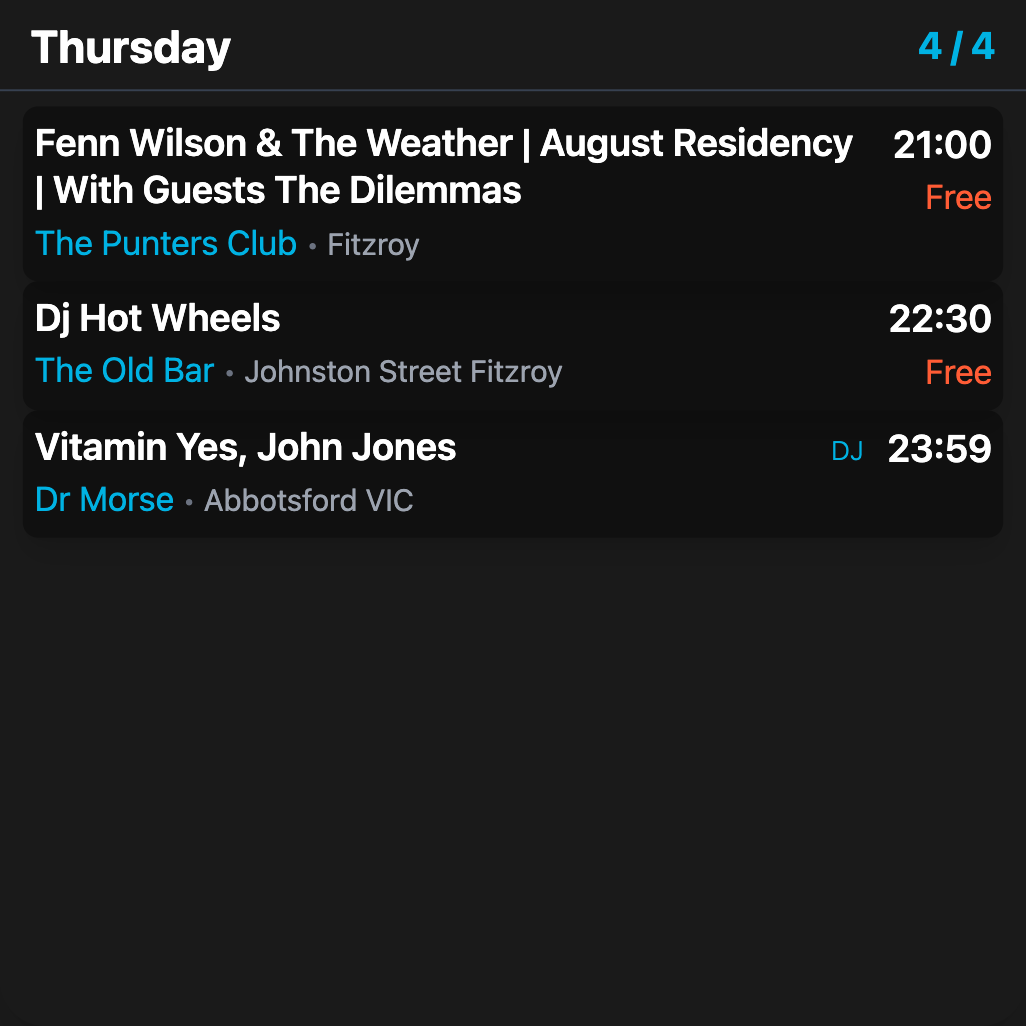 Thursday 4 / 4
Fenn Wilson & The Weather | August Residency 21:00
| With Guests The Dilemmas Free
The Punters Club • Fitzroy
Dj Hot Wheels 22:30
The Old Bar • Johnston Street Fitzroy Free
Vitamin Yes, John Jones DJ 23:59
Dr Morse • Abbotsford VIC